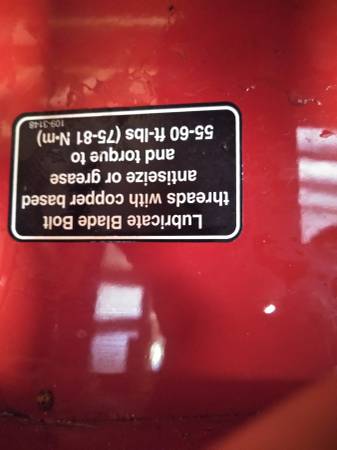 Lubricate Blade Bolt
threads with copper based
antiseize or grease
and torque to
55-60 ft-lbs (75-81 N-m)
109-3148